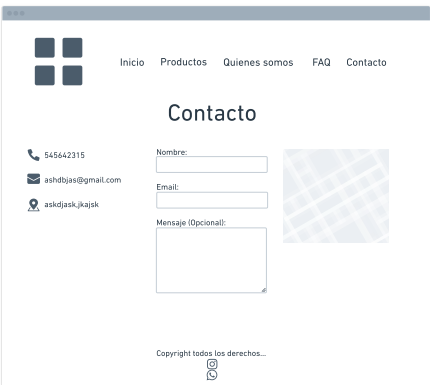 Inicio Productos Quienes somos FAQ Contacto
Contacto
545642315
ashdbjas@gmail.com
askdjask,jkajsk
Nombre:
Email:
Mensaje (Opcional):
Copyright todos los derechos...